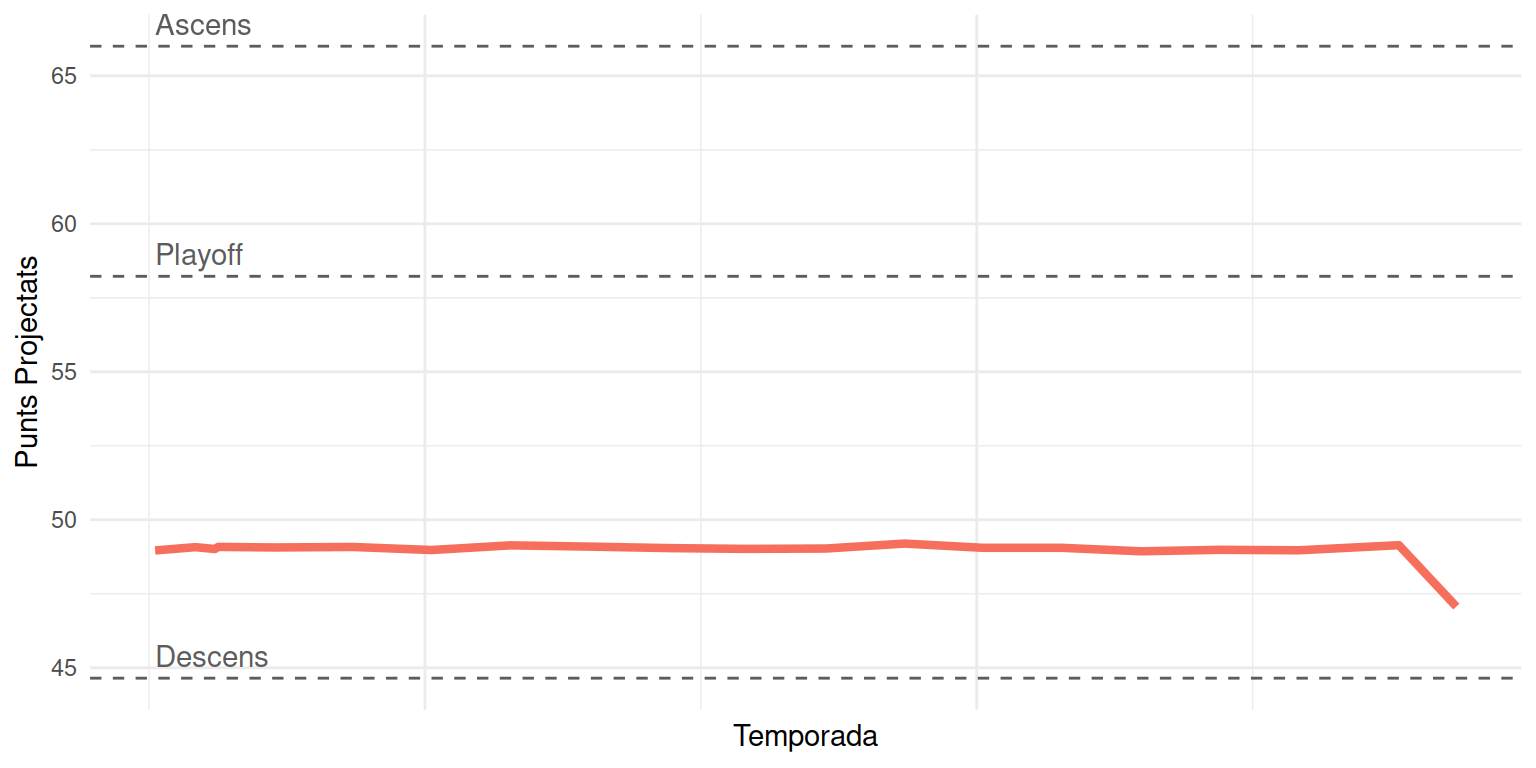 Ascens
65
60
Playoff
Punts Projectats
55
50
Descens
45
Temporada